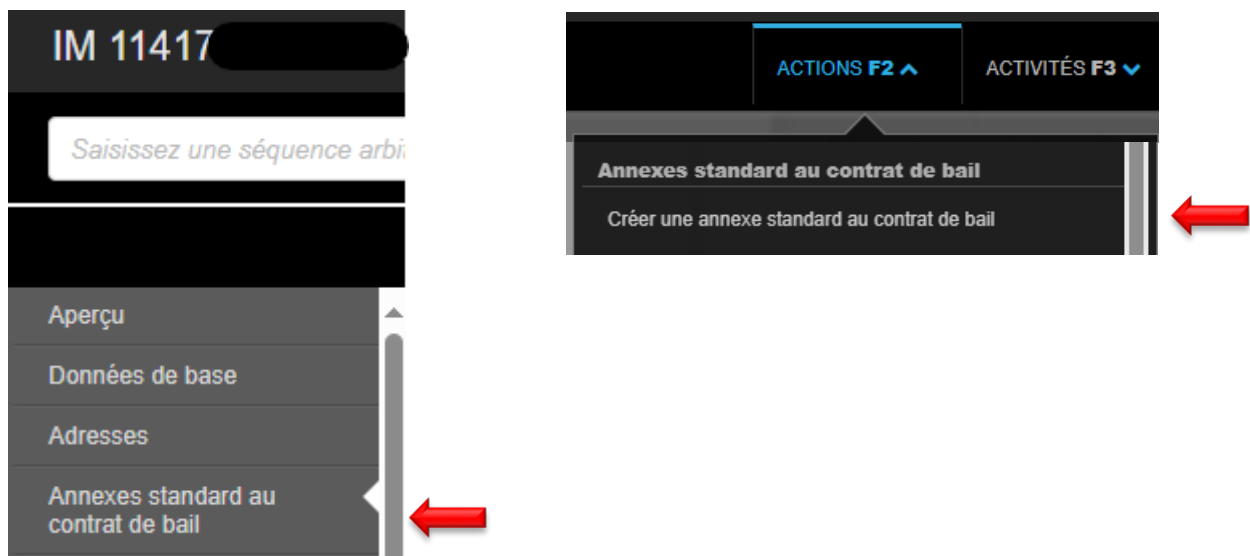 IM 11417
Saisissez une séquence
Aperçu
Données de base
Adresses
Annexes standard au
contrat de bail
ACTIONS F2
ACTIVITÉS F3
Annexes standard au contrat de bail
Créer une annexe standard au contrat de bail